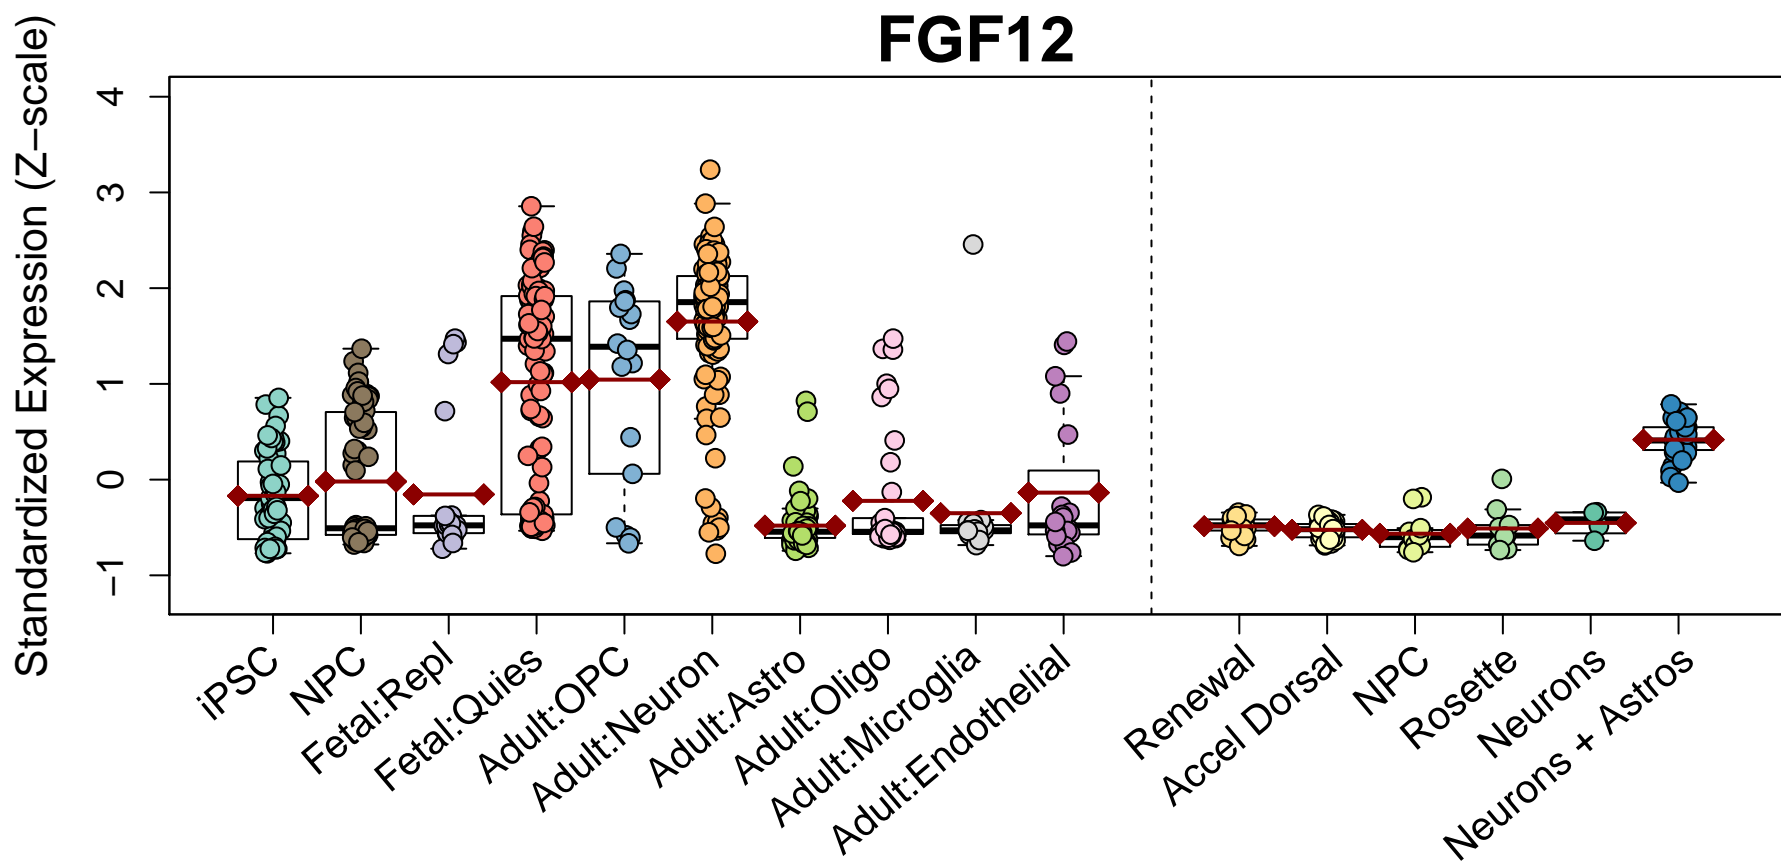 FGF12
Standardized Expression (Z−scale)
4
3
2
1
0
−1
iPSC
NPC
Fetal:Repl
Fetal:Quies
Adult:OPC
Adult:Neuron
Adult:Astro
Adult:Oligo
Adult:Microglia
Adult:Endothelial
Renewal
Accel Dorsal
NPC
Rosette
Neurons
Neurons + Astros